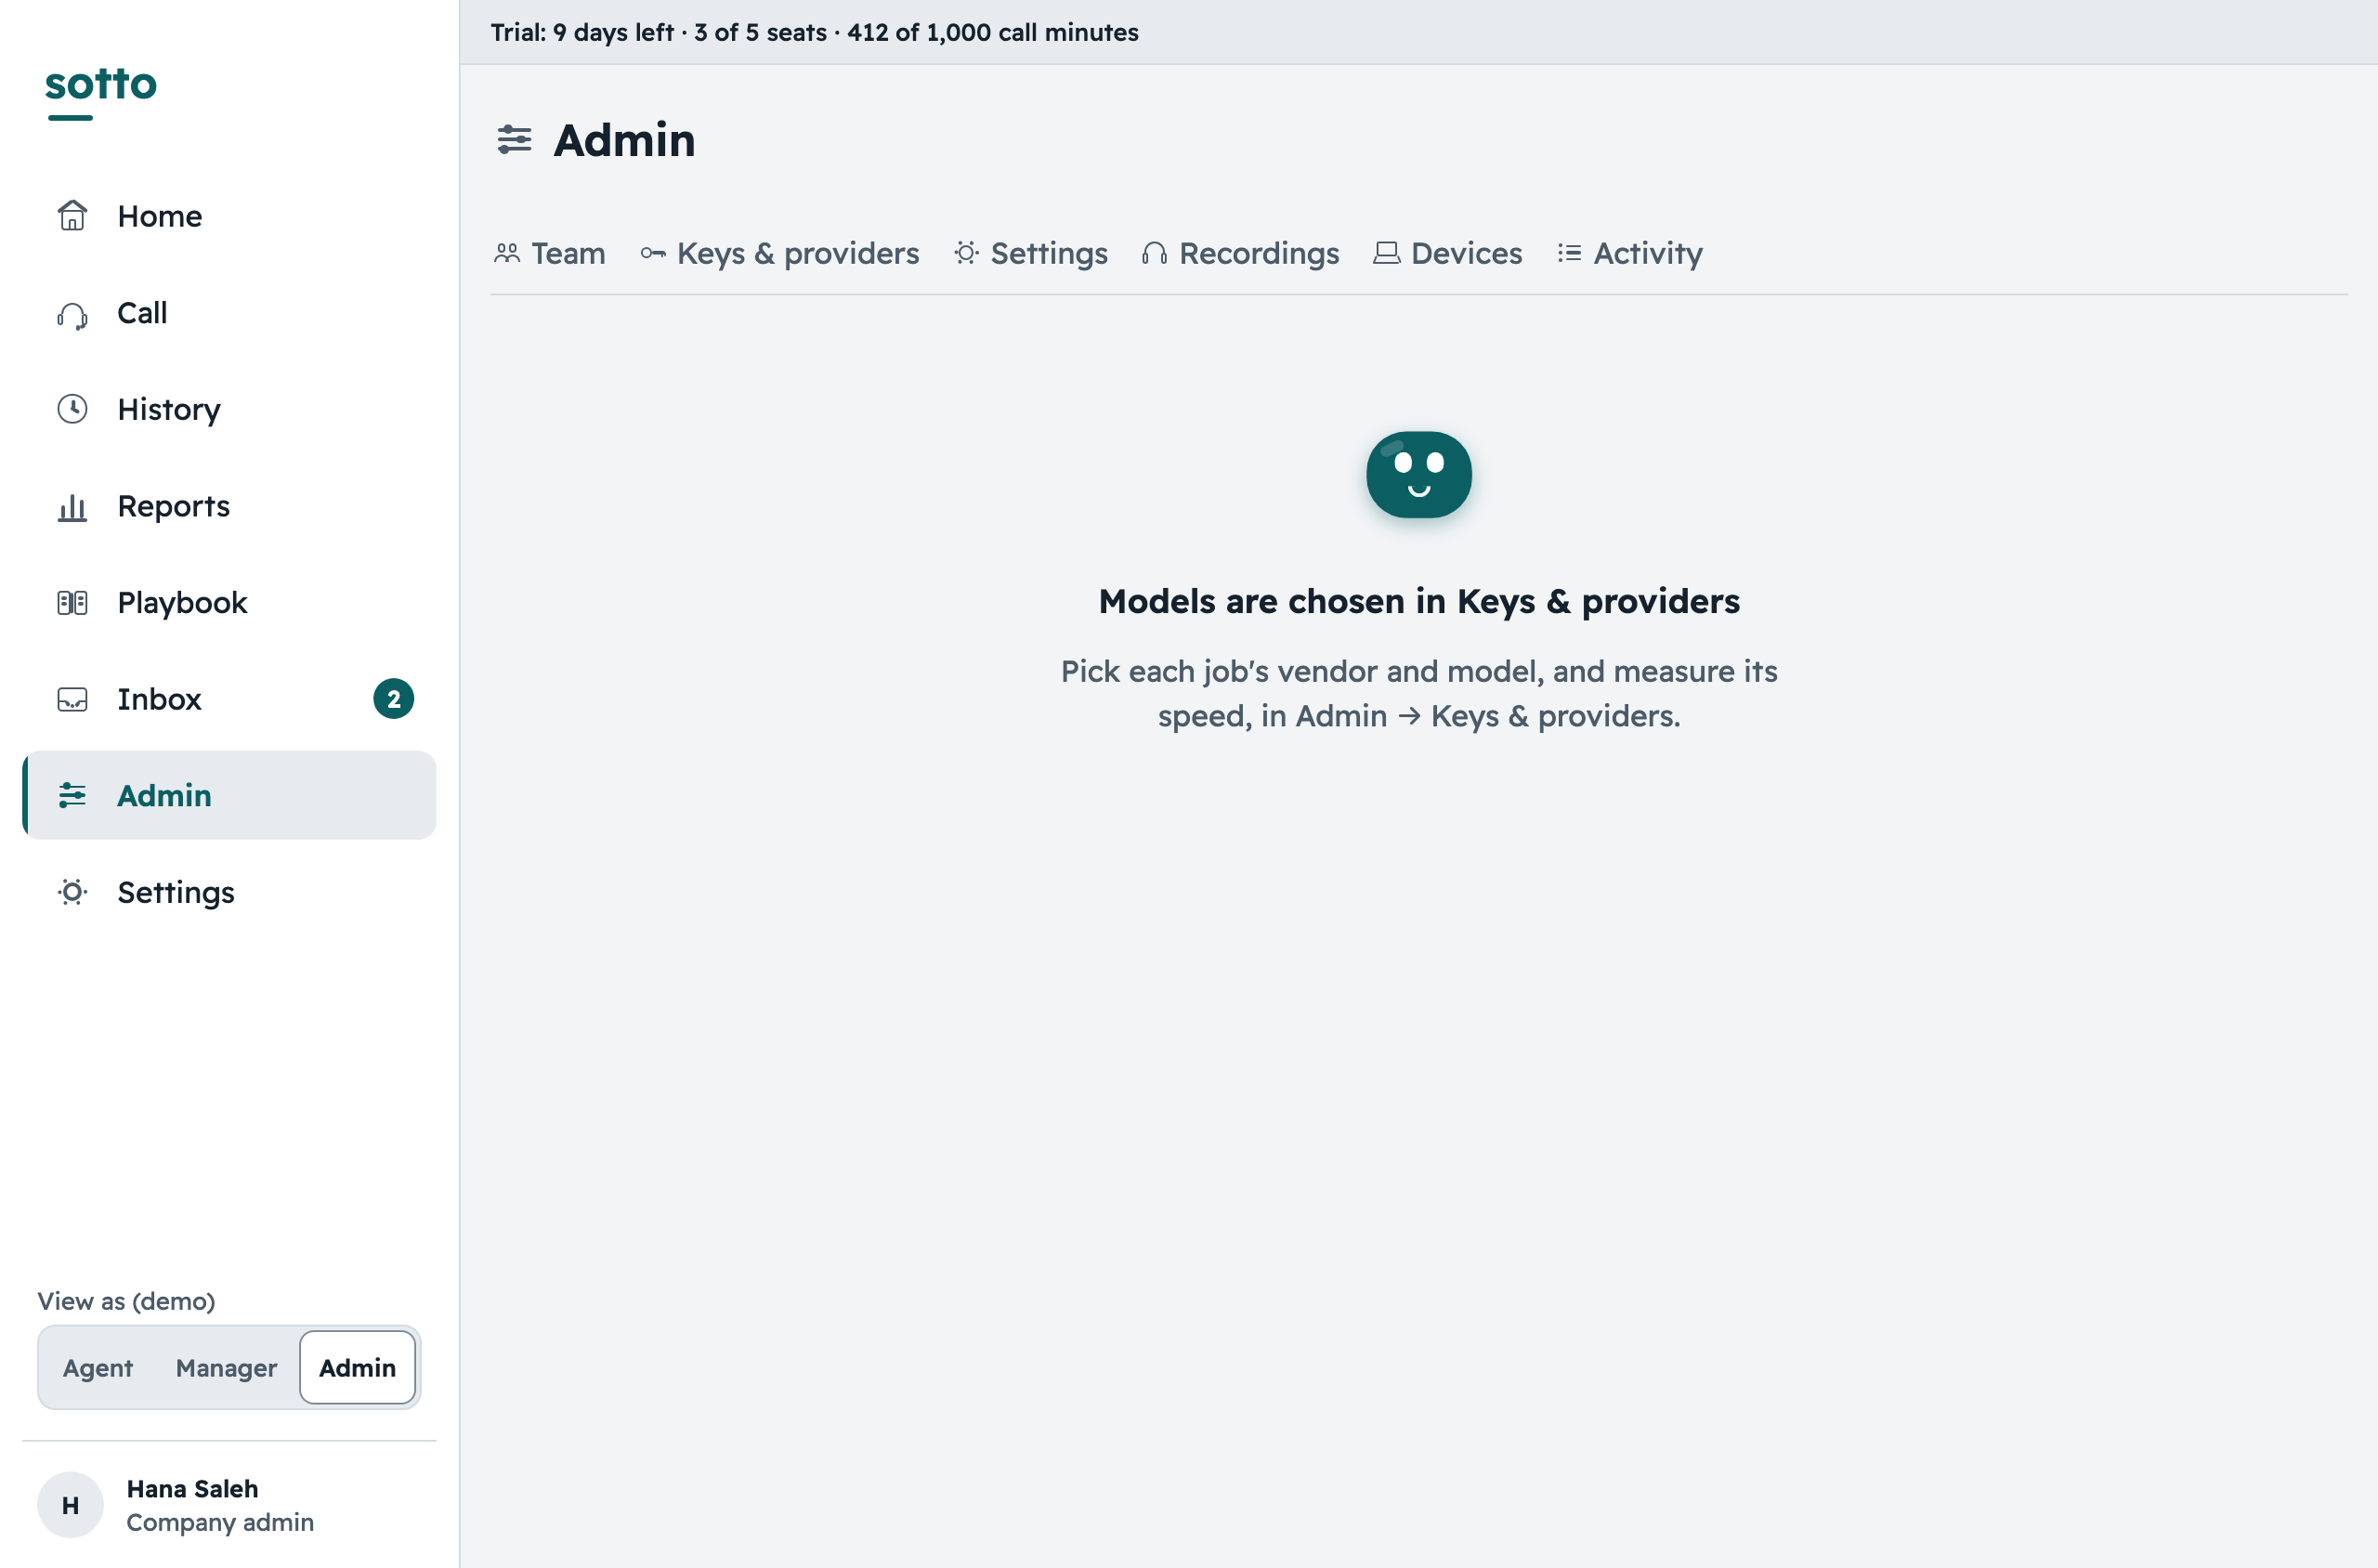 Trial: 9 days left · 3 of 5 seats · 412 of 1,000 call minutes
sotto
Home
Call
History
Reports
Playbook
Inbox 2
Admin
Settings
View as (demo)
Agent Manager Admin
H
Hana Saleh
Company admin
Admin
Team Keys & providers Settings Recordings Devices Activity
Models are chosen in Keys & providers
Pick each job's vendor and model, and measure its
speed, in Admin → Keys & providers.